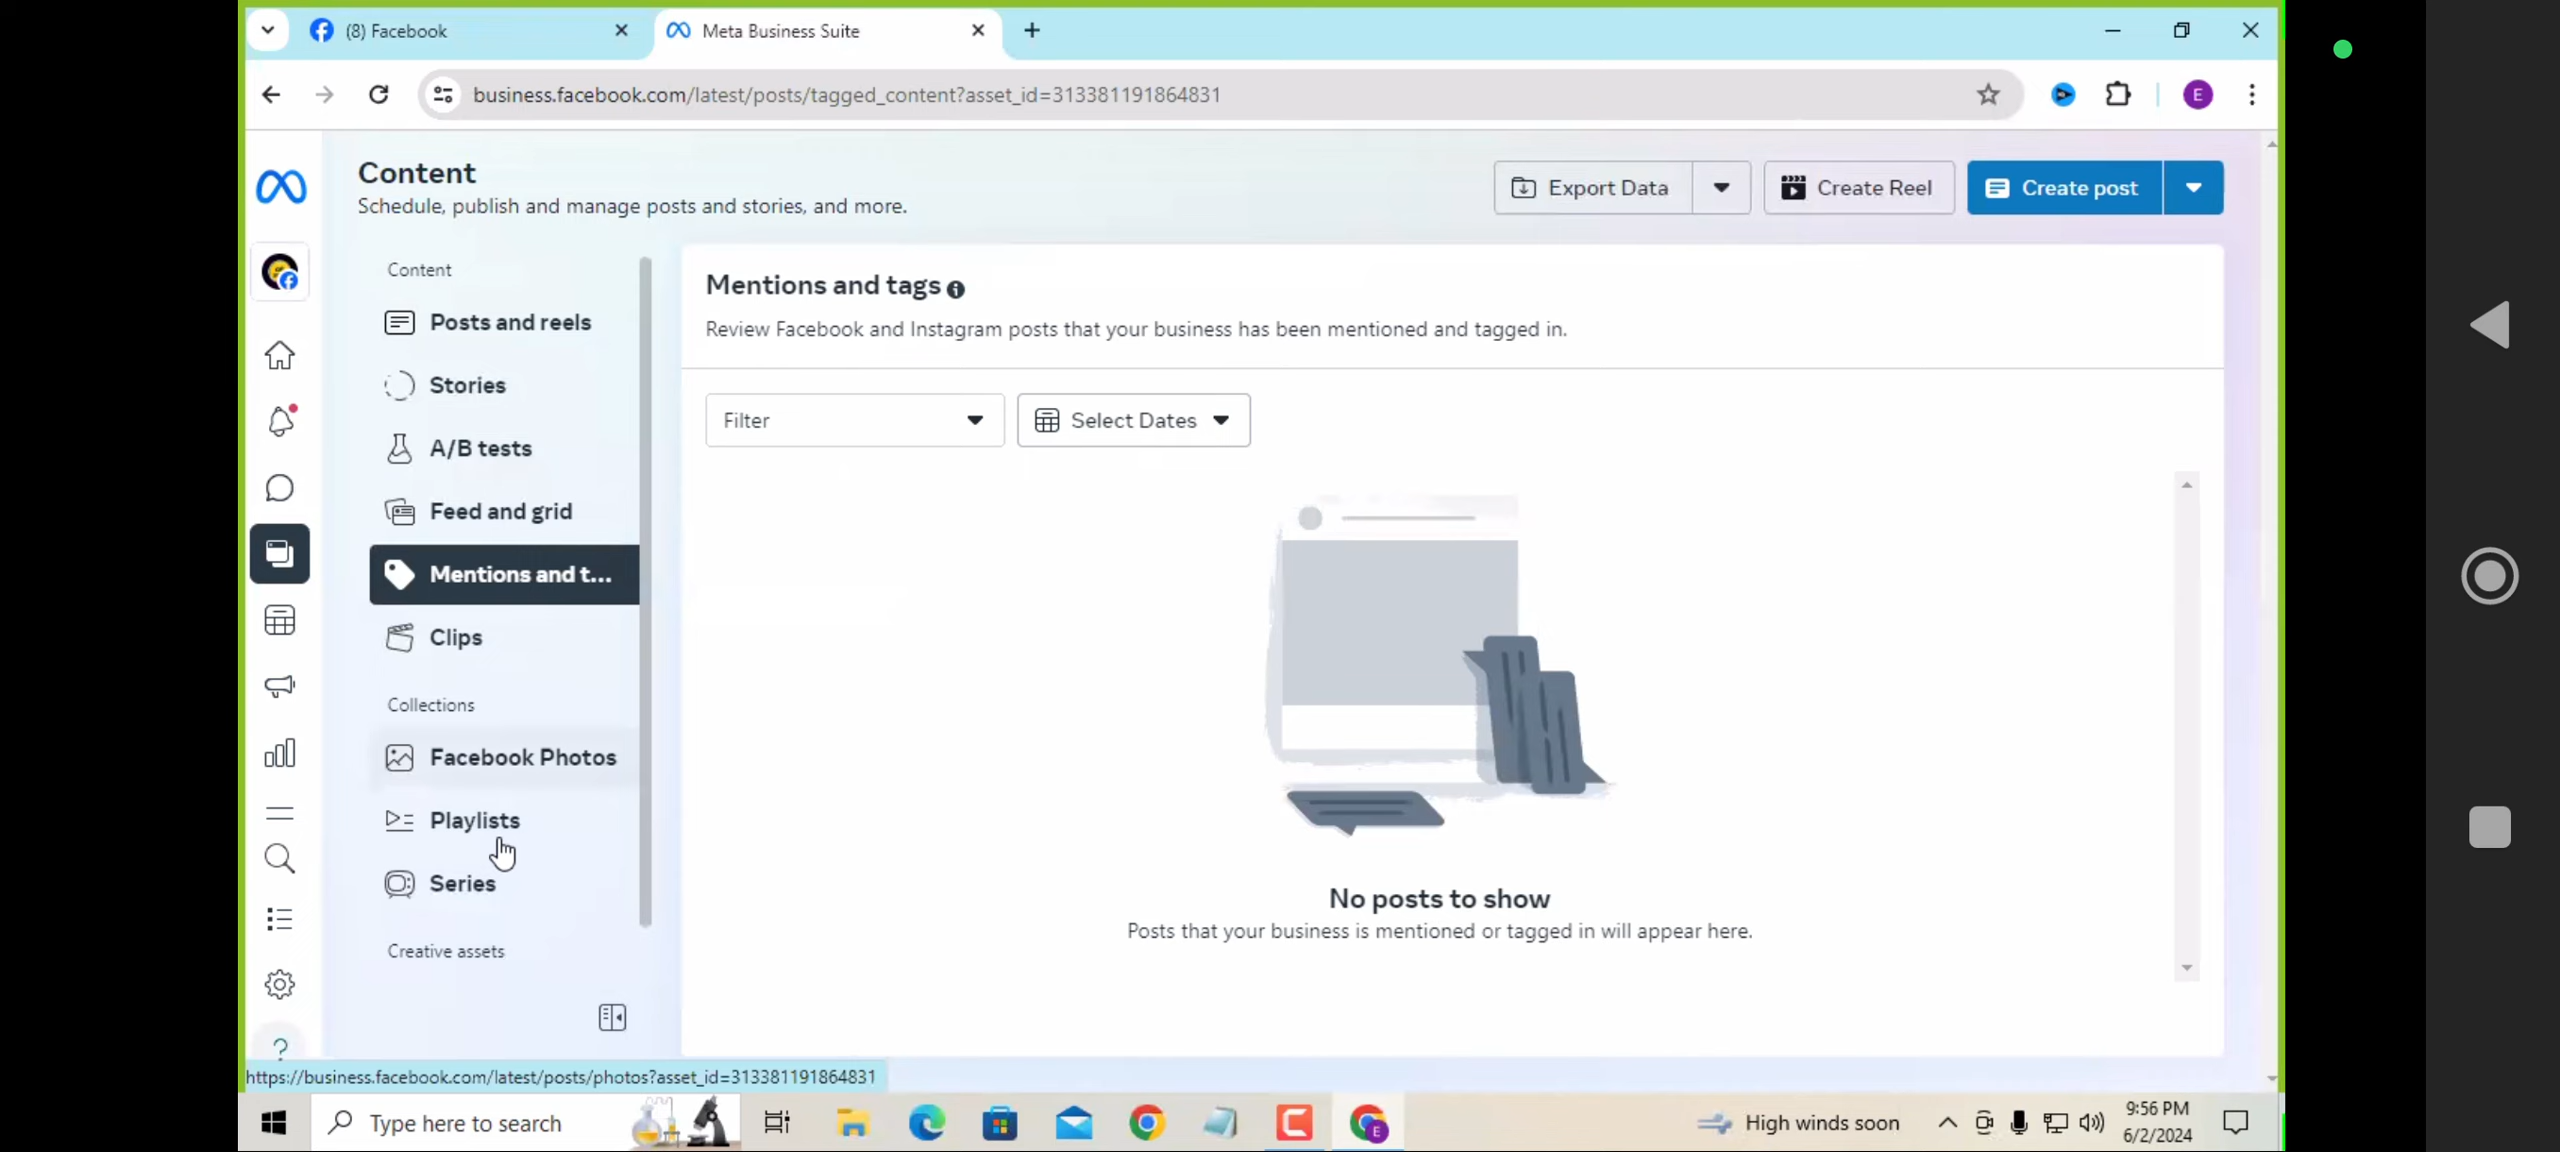 (8) Facebook
Meta Business Suite
business.facebook.com/latest/posts/tagged_content?asset_id=313381191864831
E
Content
Schedule, publish and manage posts and stories, and more.
Export Data
Create Reel
Create post
Content
Posts and reels
Stories
A/B tests
Feed and grid
Mentions and t...
Clips
Collections
Facebook Photos
Playlists
Series
Creative assets
Mentions and tags
Review Facebook and Instagram posts that your business has been mentioned and tagged in.
Filter
Select Dates
No posts to show
Posts that your business is mentioned or tagged in will appear here.
https://business.facebook.com/latest/posts/photos?asset_id=313381191864831
Type here to search
E
High winds soon
9:56 PM
6/2/2024